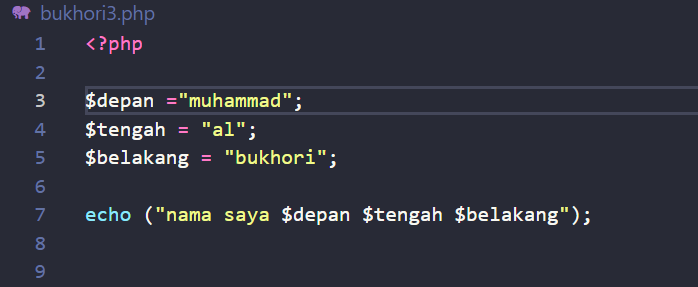 bukhori3.php
1 <?php
2
3 $depan ="muhammad";
4 $tengah = "al";
5 $belakang = "bukhori";
6
7 echo ("nama saya $depan $tengah $belakang");
8
9